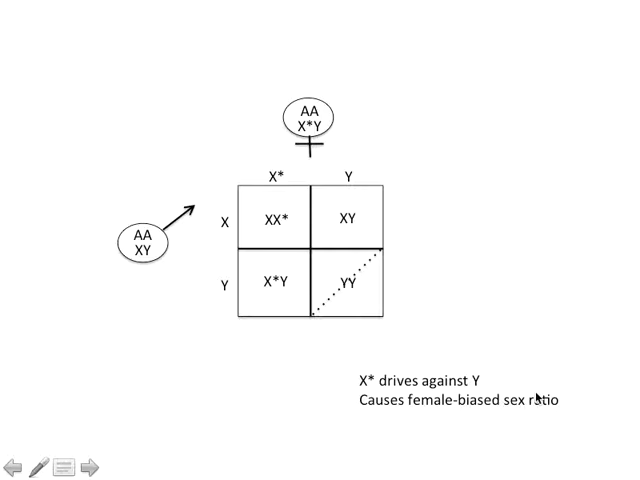 AA
X*Y
X* Y
AA
XY
X
XX*
XY
Y
X*Y
YY
X* drives against Y
Causes female-biased sex ratio